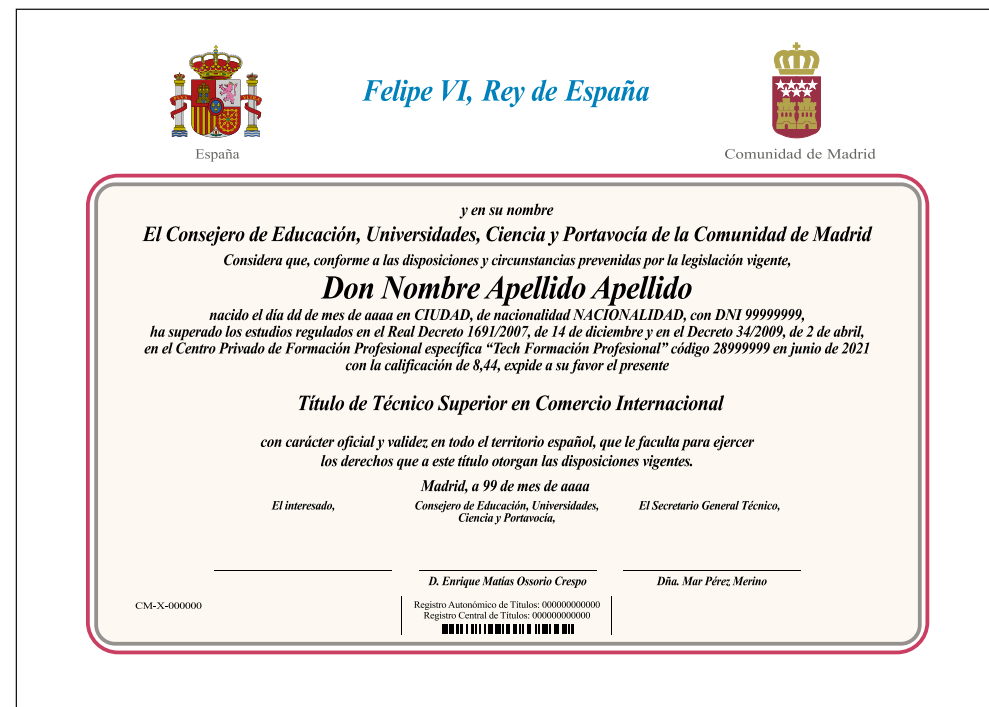 Felipe VI, Rey de España
España
Comunidad de Madrid
y en su nombre
El Consejero de Educación, Universidades, Ciencia y Portavocía de la Comunidad de Madrid
Considera que, conforme a las disposiciones y circunstancias prevenidas por la legislación vigente,
Don Nombre Apellido Apellido
nacido el día dd de mes de aaaa en CIUDAD, de nacionalidad NACIONALIDAD, con DNI 99999999,
ha superado los estudios regulados en el Real Decreto 1691/2007, de 14 de diciembre y en el Decreto 34/2009, de 2 de abril,
en el Centro Privado de Formación Profesional específica “Tech Formación Profesional” código 28999999 en junio de 2021
con la calificación de 8,44, expide a su favor el presente
Título de Técnico Superior en Comercio Internacional
con carácter oficial y validez en todo el territorio español, que le faculta para ejercer
los derechos que a este título otorgan las disposiciones vigentes.
Madrid, a 99 de mes de aaaa
El interesado,
Consejero de Educación, Universidades,
Ciencia y Portavocía,
El Secretario General Técnico,
D. Enrique Matías Ossorio Crespo
Dña. Mar Pérez Merino
CM-X-000000
Registro Autonómico de Títulos: 000000000000
Registro Central de Títulos: 000000000000